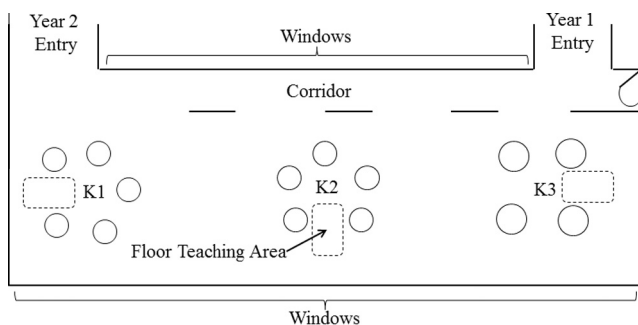 Year 2
Entry
Windows
Year 1
Entry
Corridor
K1
K2
K3
Floor Teaching Area
Windows